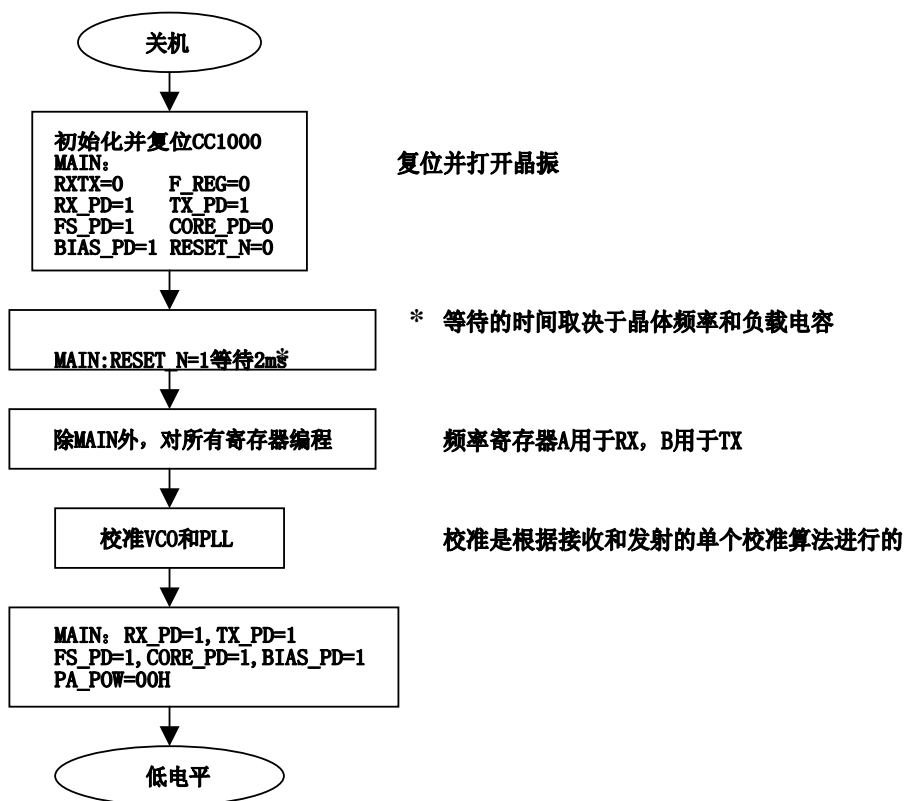 关机
初始化并复位CC1000
MAIN:
RXTX=0 F_REG=0
RX_PD=1 TX_PD=1
FS_PD=1 CORE_PD=0
BIAS_PD=1 RESET_N=0
复位并打开晶振
MAIN:RESET_N=1等待2ms*
* 等待的时间取决于晶体频率和负载电容
除MAIN外，对所有寄存器编程
频率寄存器A用于RX，B用于TX
校准VCO和PLL
校准是根据接收和发射的单个校准算法进行的
MAIN: RX_PD=1,TX_PD=1
FS_PD=1,CORE_PD=1,BIAS_PD=1
PA_POW=00H
低电平